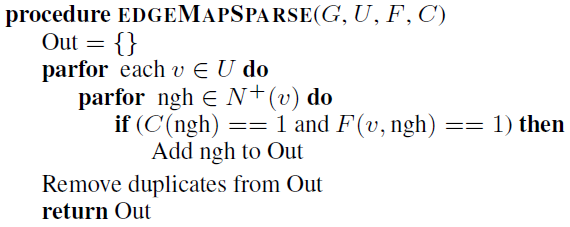 procedure EDGEMAPSPARSE(G, U, F, C)
Out = {}
parfor each v ∈ U do
parfor ngh ∈ N⁺(v) do
if (C(ngh) == 1 and F(v, ngh) == 1) then
Add ngh to Out
Remove duplicates from Out
return Out